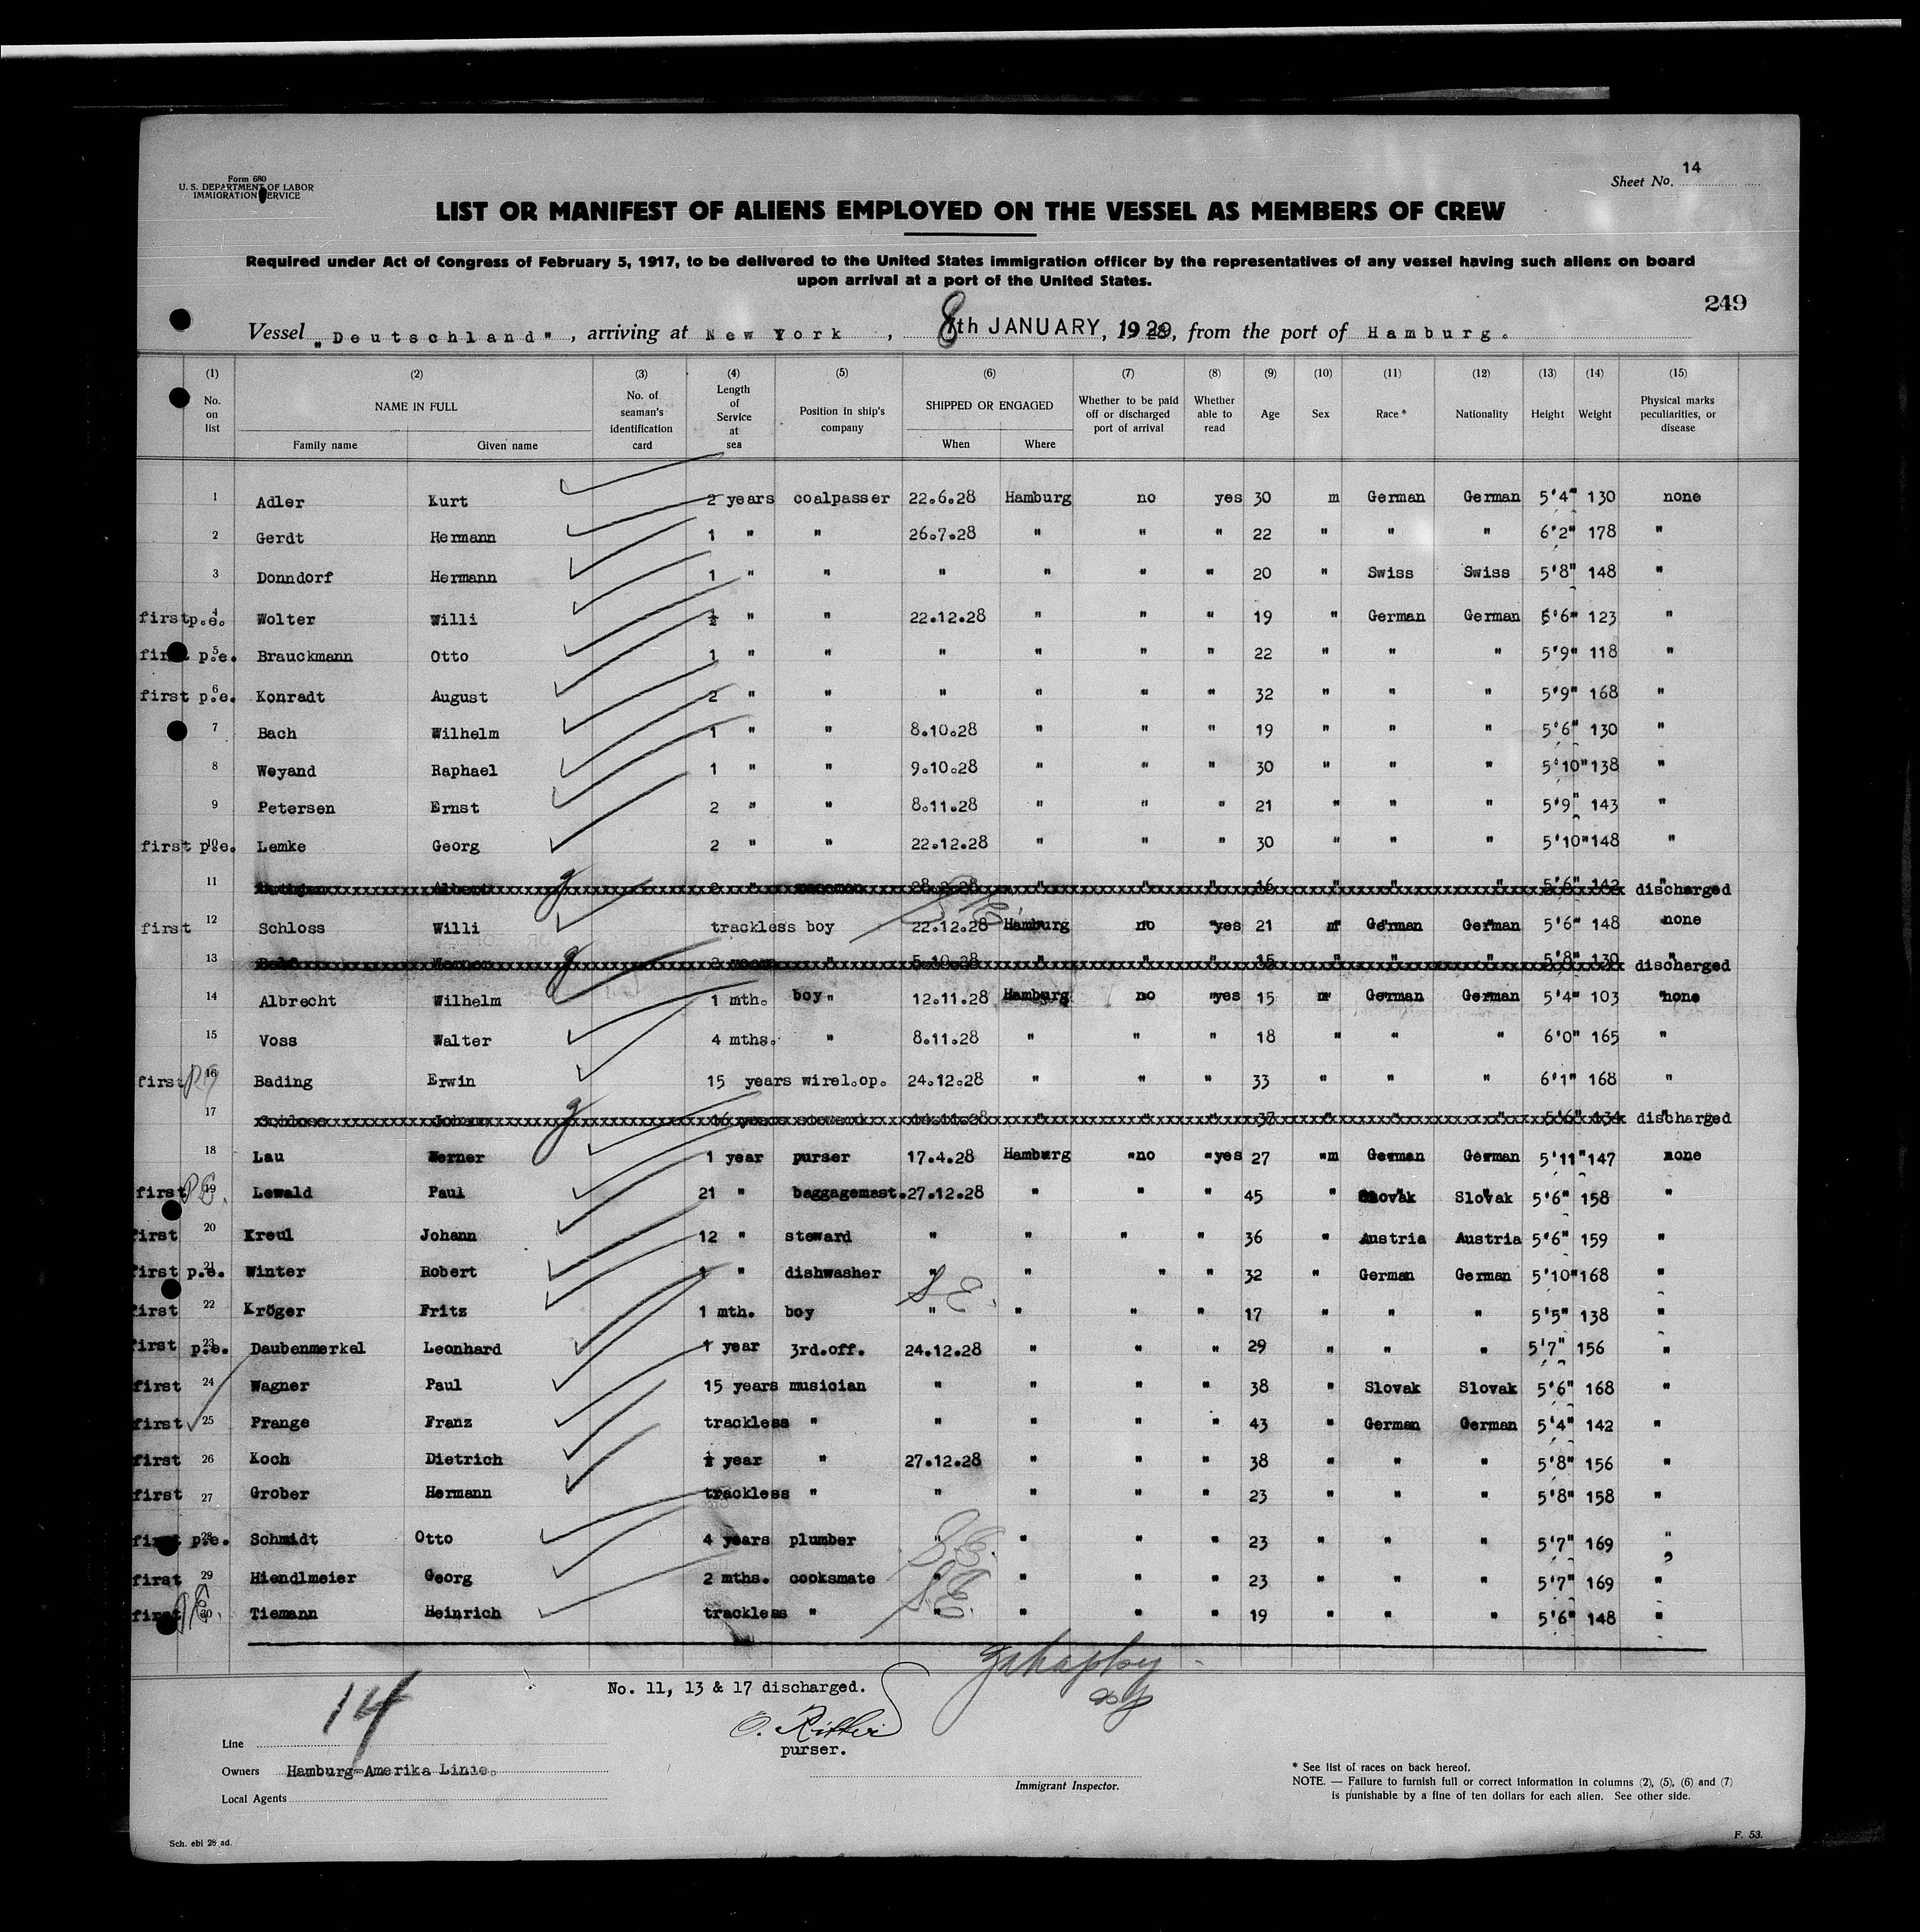 Form 680
U. S. DEPARTMENT OF LABOR
IMMIGRATION SERVICE
Sheet No. 14
LIST OR MANIFEST OF ALIENS EMPLOYED ON THE VESSEL AS MEMBERS OF CREW
Required under Act of Congress of February 5, 1917, to be delivered to the United States immigration officer by the representatives of any vessel having such aliens on board
upon arrival at a port of the United States.
249
Vessel „Deutschland", arriving at New York, 8th JANUARY, 1929, from the port of Hamburg.
(1) (2) (3) (4) (5) (6) (7) (8) (9) (10) (11) (12) (13) (14) (15)
No. on list NAME IN FULL No. of seaman's identification card Length of Service at sea Position in ship's company SHIPPED OR ENGAGED Whether to be paid off or discharged port of arrival Whether able to read Age Sex Race* Nationality Height Weight Physical marks peculiarities, or disease
Family name Given name When Where
1 Adler Kurt 2 years coalpasser 22.6.28 Hamburg no yes 30 m German German 5'4" 130 none
2 Gerdt Hermann 1 " " 26.7.28 " " " 22 " " " 6'2" 178 "
3 Donndorf Hermann 1 " " " " " " 20 " Swiss Swiss 5'8" 148 "
first p.e. 4 Wolter Willi ½ " " 22.12.28 " " " 19 " German German 5'6" 123 "
first p.e. 5 Brauckmann Otto 1 " " " " " " 22 " " " 5'9" 118 "
first p.e. 6 Konradt August 2 " " " " " " 32 " " " 5'9" 168 "
7 Bach Wilhelm 1 " " 8.10.28 " " " 19 " " " 5'6" 130 "
8 Weyand Raphael 1 " " 9.10.28 " " " 30 " " " 5'10" 138 "
9 Petersen Ernst 2 " " 8.11.28 " " " 21 " " " 5'9" 143 "
first p.e. 10 Lemke Georg 2 " " 22.12.28 " " " 30 " " " 5'10" 148 "
11 Albert 16 5'6" 142 discharged
first 12 Schloss Willi trackless boy 22.12.28 Hamburg no yes 21 m German German 5'6" 148 none
13 Werner 15 5'8" 130 discharged
14 Albrecht Wilhelm 1 mth. boy " 12.11.28 Hamburg no yes 15 m German German 5'4" 103 none
15 Voss Walter 4 mths. " 8.11.28 " " " 18 " " " 6'0" 165 "
first 16 Bading Erwin 15 years wirel.op. 24.12.28 " " " 33 " " " 6'1" 168 "
17 Johann 16 years steward 14.11.28 37 5'6" 134 discharged
18 Lau Werner 1 year purser 17.4.28 Hamburg "no "yes 27 "m German German 5'11" 147 none
first P.E. 19 Lewald Paul 21 " baggagemast. 27.12.28 " " " 45 " Slovak Slovak 5'6" 158 "
first 20 Kreul Johann 12 " steward " " " " 36 " Austria Austria 5'6" 159 "
first p.e. 21 Winter Robert 1 " dishwasher " " " " 32 " German German 5'10" 168 "
first 22 Kröger Fritz 1 mth. boy S.E. " " " " 17 " " " 5'5" 138 "
first p.e. 23 Daubenmerkel Leonhard 1 year 3rd.off. 24.12.28 " " " 29 " " " 5'7" 156 "
first 24 Wagner Paul 15 years musician " " " " 38 " Slovak Slovak 5'6" 168 "
first 25 Prange Franz trackless " " " " " 43 " German German 5'4" 142 "
first 26 Koch Dietrich year " 27.12.28 " " " 38 " " " 5'8" 156 "
first 27 Grober Hermann trackless " " " " " 23 " " " 5'8" 158 "
first p.e. 28 Schmidt Otto 4 years plumber " " " " 23 " " " 5'7" 169 "
first 29 Hiendlmeier Georg 2 mths. cooksmate S.E. " " " " 23 " " " 5'7" 169 "
first P.E. 30 Tiemann Heinrich trackless " S.E. " " " " 19 " " " 5'6" 148 "
14
No. 11, 13 & 17 discharged.
purser.
Line
Owners Hamburg-Amerika Linie.
Local Agents
Immigrant Inspector.
* See list of races on back hereof.
NOTE. — Failure to furnish full or correct information in columns (2), (5), (6) and (7)
is punishable by a fine of ten dollars for each alien. See other side.
Sch. ebl 28 ad.
F. 53.